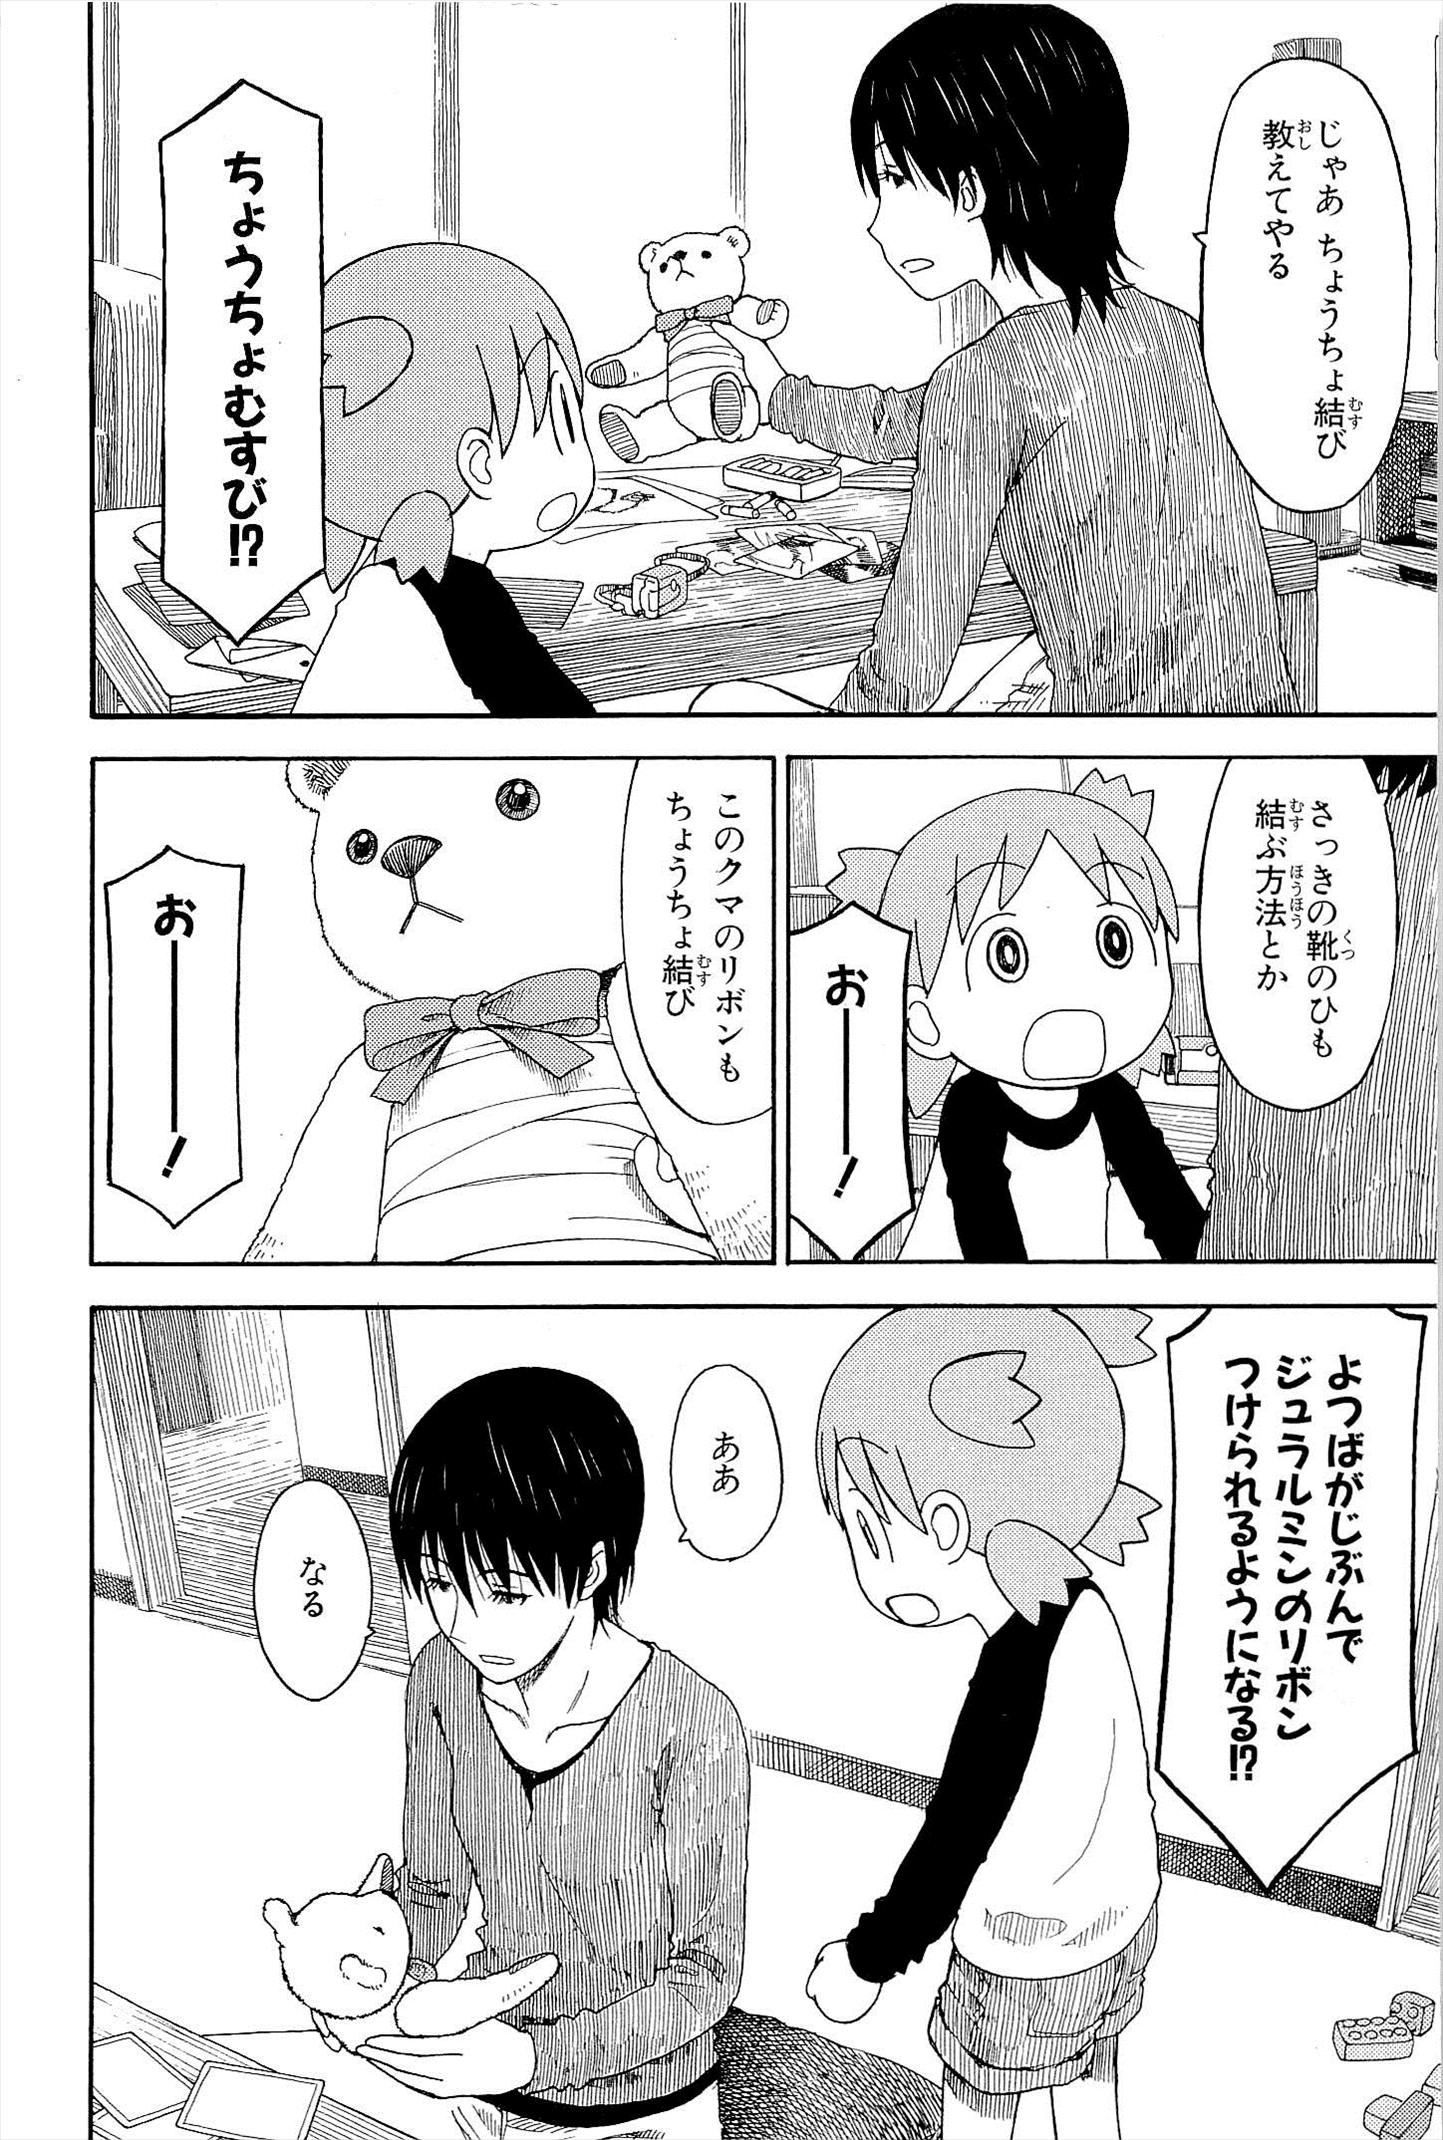 じゃあ ちょうちょ結び
教えてやる
ちょうちょむすび!?
さっきの靴のひも
結ぶ方法とか
おーー!
このクマのリボンも
ちょうちょ結び
おーー!
よつばがじぶんで
ジュラルミンのリボン
つけられるようになる!?
ああ
なる